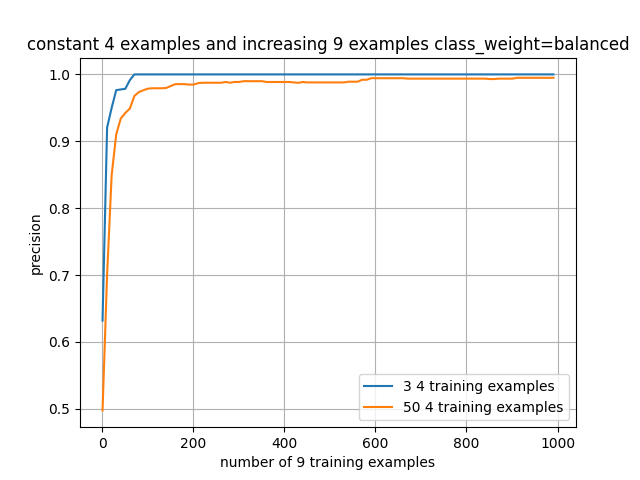 constant 4 examples and increasing 9 examples class_weight=balanced
1.0
0.9
0.8
0.7
0.6
0.5
precision
3 4 training examples
50 4 training examples
0 200 400 600 800 1000
number of 9 training examples